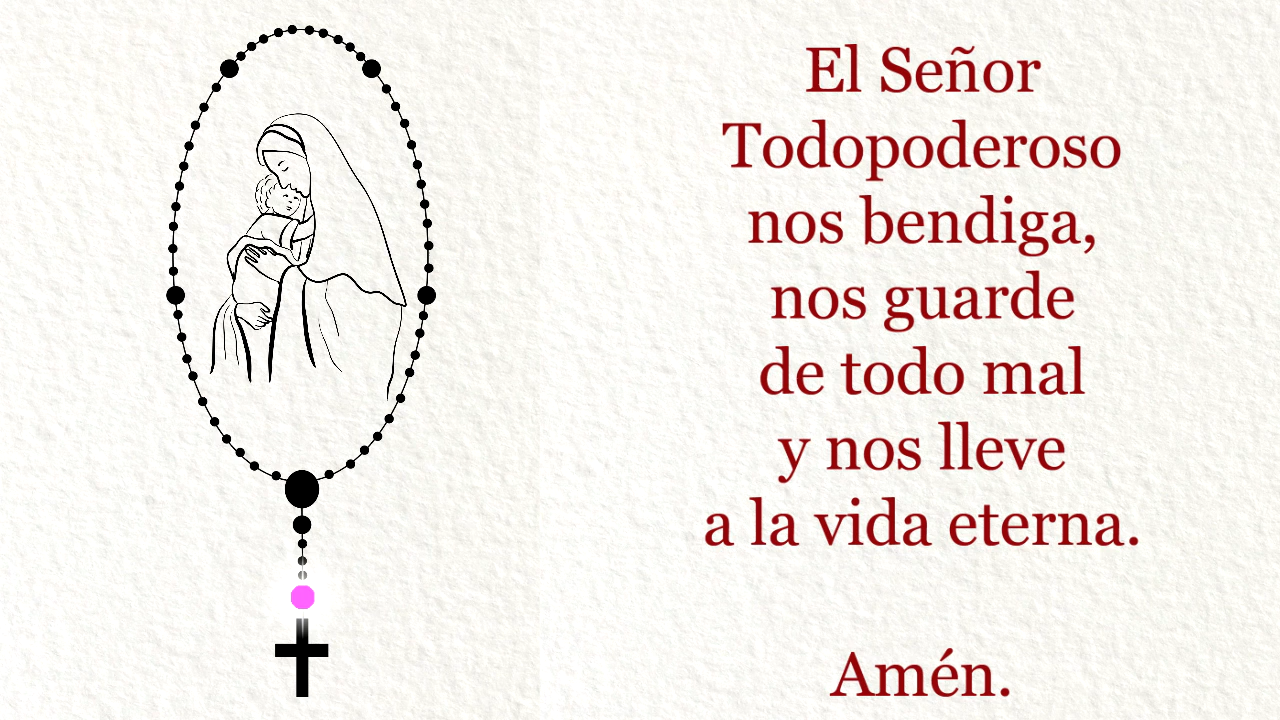 El Señor
Todopoderoso
nos bendiga,
nos guarde
de todo mal
y nos lleve
a la vida eterna.
Amén.